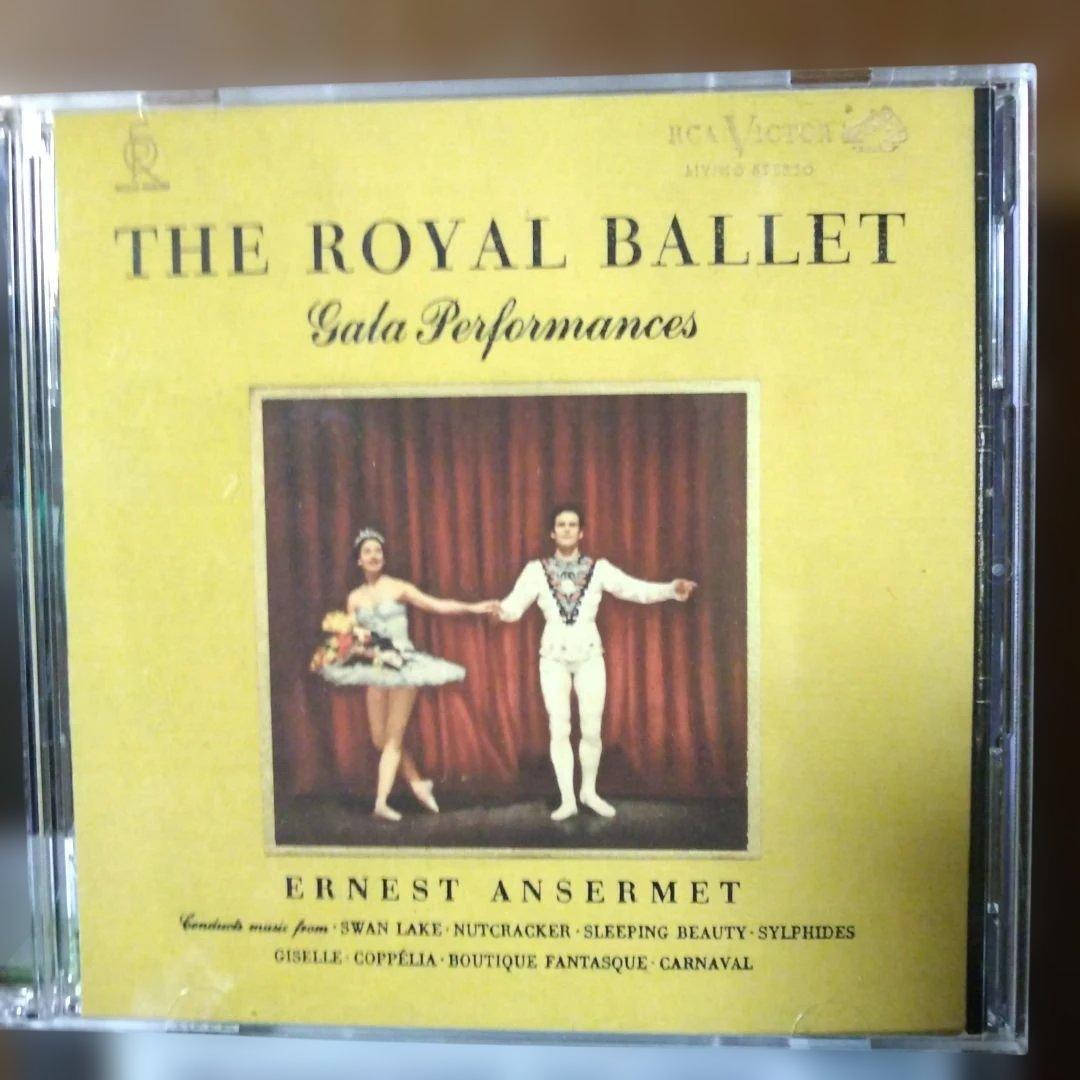 RCA VICTOR
LIVING STEREO
THE ROYAL BALLET
Gala Performances
ERNEST ANSERMET
Conducts music from · SWAN LAKE · NUTCRACKER · SLEEPING BEAUTY · SYLPHIDES
GISELLE · COPPÉLIA · BOUTIQUE FANTASQUE · CARNAVAL